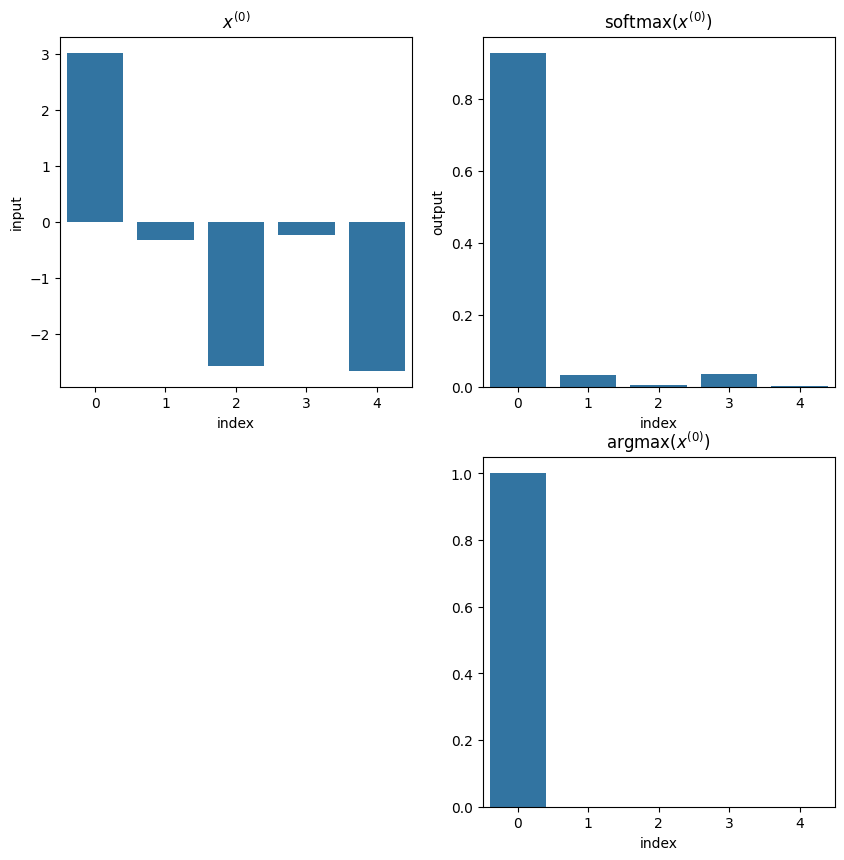 x^(0)
3
2
1
0
−1
−2
input
0 1 2 3 4
index
softmax(x^(0))
0.8
0.6
0.4
0.2
0.0
output
0 1 2 3 4
index
argmax(x^(0))
1.0
0.8
0.6
0.4
0.2
0.0
0 1 2 3 4
index